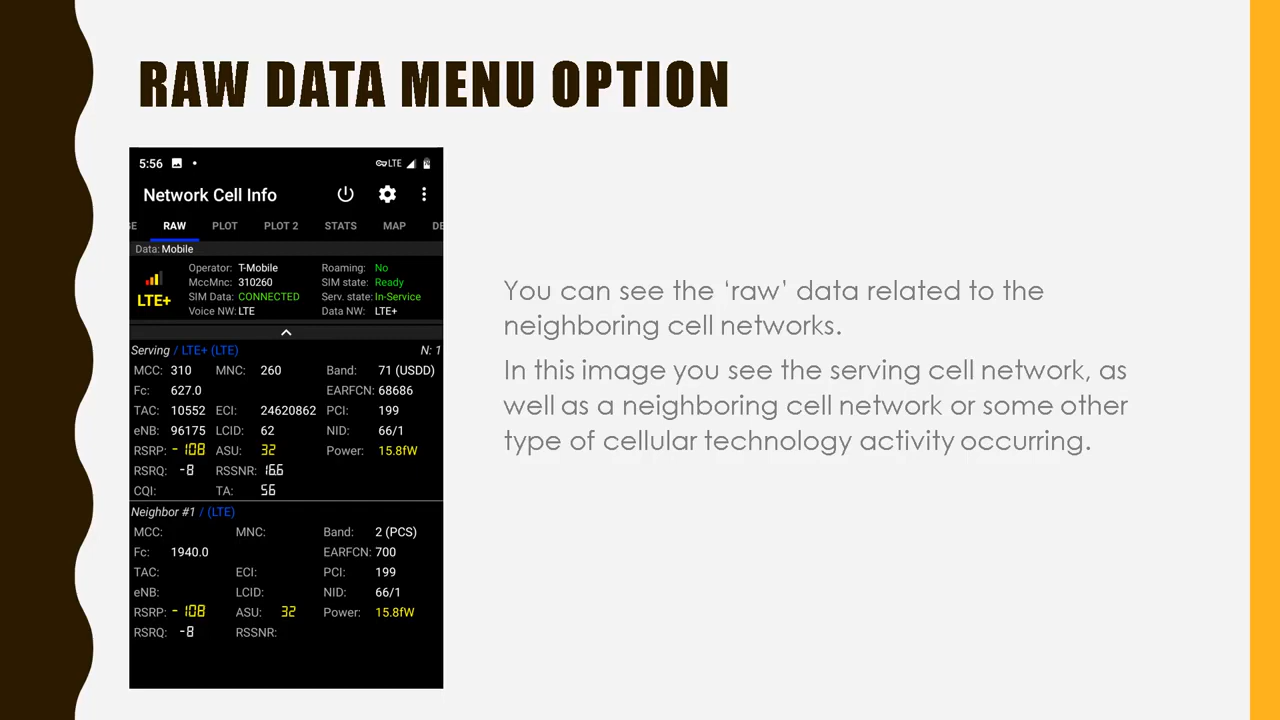 RAW DATA MENU OPTION
5:56 LTE
Network Cell Info
GE RAW PLOT PLOT 2 STATS MAP DE
Data: Mobile
Operator: T-Mobile Roaming: No
MccMnc: 310260 SIM state: Ready
LTE+ SIM Data: CONNECTED Serv. state: In-Service
Voice NW: LTE Data NW: LTE+
Serving / LTE+ (LTE) N: 1
MCC: 310 MNC: 260 Band: 71 (USDD)
Fc: 627.0 EARFCN: 68686
TAC: 10552 ECI: 24620862 PCI: 199
eNB: 96175 LCID: 62 NID: 66/1
RSRP: -108 ASU: 32 Power: 15.8fW
RSRQ: -8 RSSNR: 16.6
CQI: TA: 56
Neighbor #1 / (LTE)
MCC: MNC: Band: 2 (PCS)
Fc: 1940.0 EARFCN: 700
TAC: ECI: PCI: 199
eNB: LCID: NID: 66/1
RSRP: -108 ASU: 32 Power: 15.8fW
RSRQ: -8 RSSNR:
You can see the ‘raw’ data related to the
neighboring cell networks.
In this image you see the serving cell network, as
well as a neighboring cell network or some other
type of cellular technology activity occurring.